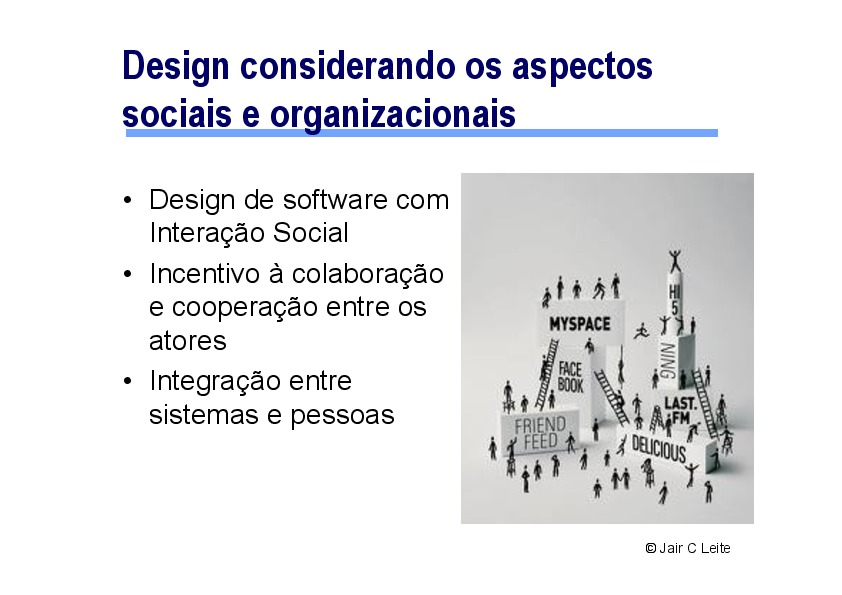 Design considerando os aspectos
sociais e organizacionais
• Design de software com
Interação Social
• Incentivo à colaboração
e cooperação entre os
atores
• Integração entre
sistemas e pessoas
HI
5
MYSPACE
NING
FACE
BOOK
LAST.
FM
FRIEND
FEED
DELICIOUS
© Jair C Leite